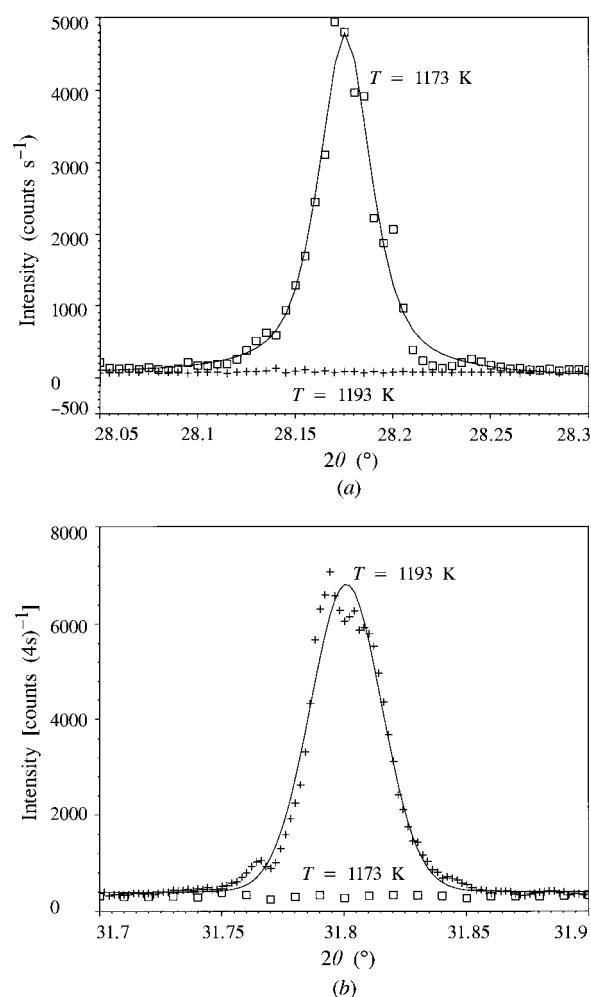 5000
T = 1173 K
4000
3000
2000
1000
0
−500
Intensity (counts s−1)
T = 1193 K
28.05 28.1 28.15 28.2 28.25 28.3
2θ (°)
(a)
8000
T = 1193 K
6000
4000
2000
0
Intensity [counts (4s)−1]
T = 1173 K
31.7 31.75 31.8 31.85 31.9
2θ (°)
(b)